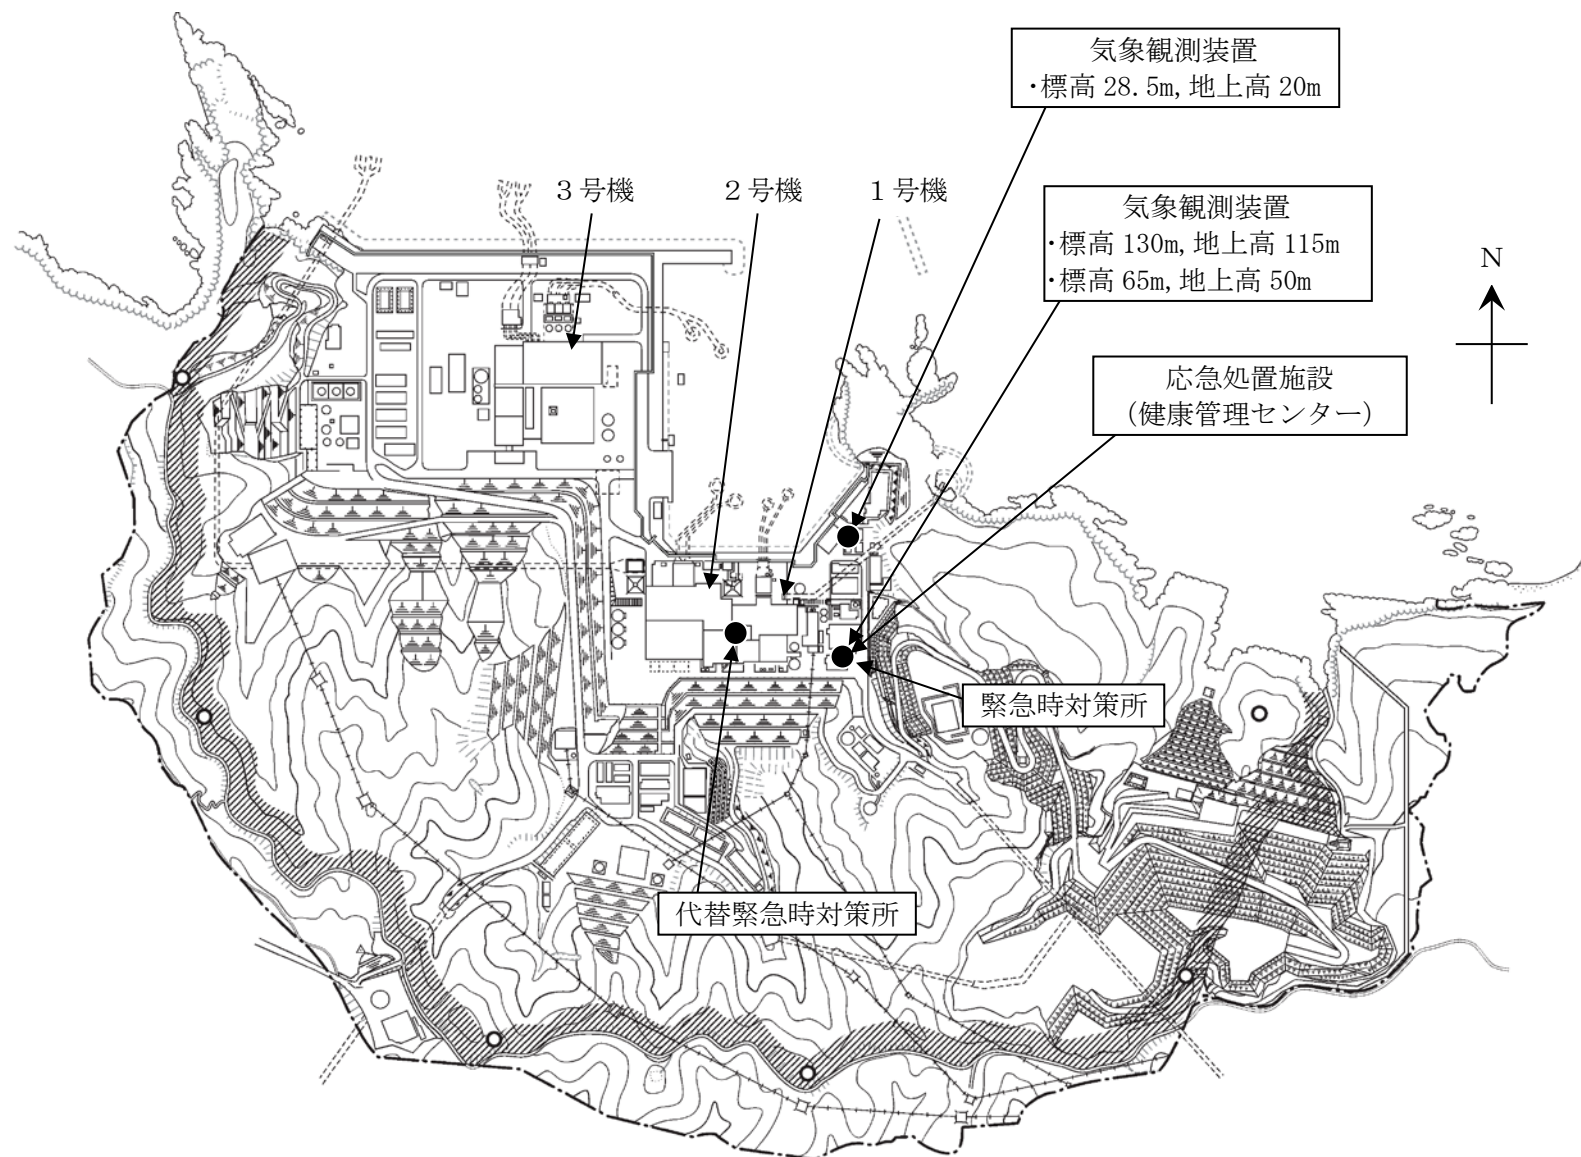 気象観測装置
・標高 28.5m, 地上高 20m
３号機
２号機
１号機
気象観測装置
・標高 130m, 地上高 115m
・標高 65m, 地上高 50m
N
応急処置施設
(健康管理センター)
緊急時対策所
代替緊急時対策所